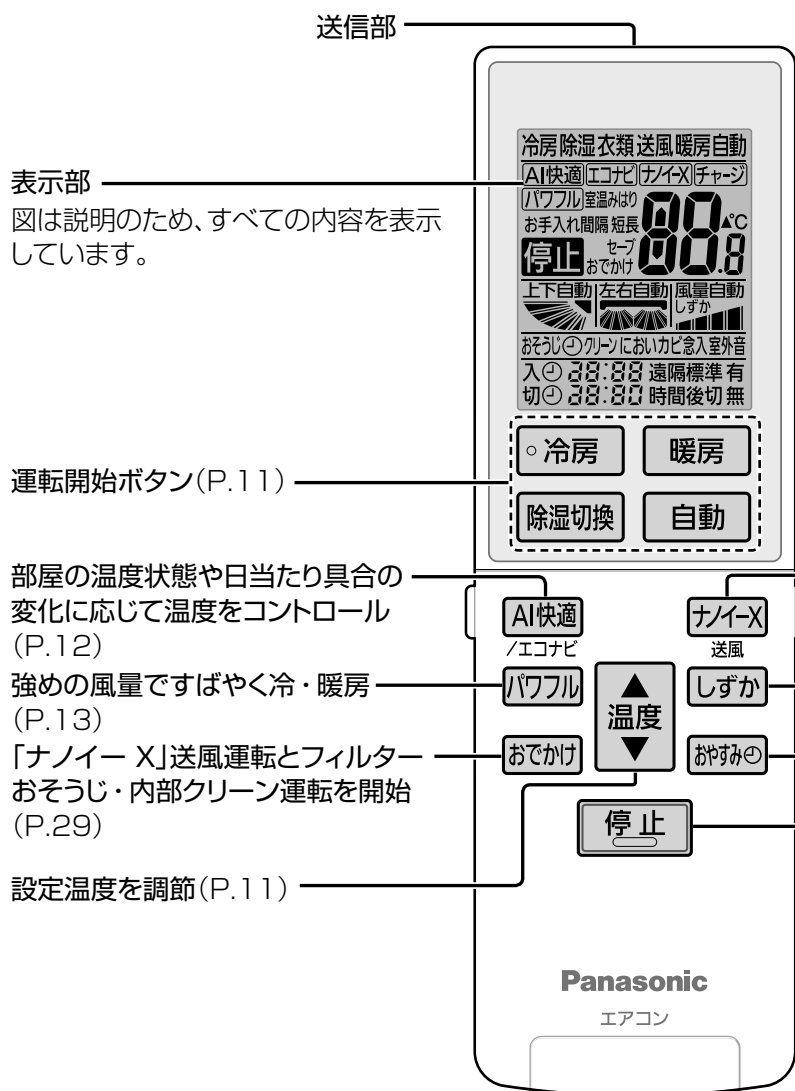 送信部
冷房 除湿 衣類 送風 暖房 自動
AI快適 エコナビ ナノイーX チャージ
パワフル 室温みはり
お手入れ間隔 短長
88.8 ▲℃
停止 セーブ
おでかけ
上下自動 左右自動 風量自動
しずか
おそうじ クリーン におい カビ 念入 室外音
入 28:88 遠隔標準 有
切 28:80 時間後切 無
表示部
図は説明のため、すべての内容を表示
しています。
冷房 暖房
除湿切換 自動
運転開始ボタン(P.11)
部屋の温度状態や日当たり具合の
変化に応じて温度をコントロール
(P.12)
強めの風量ですばやく冷・暖房
(P.13)
「ナノイー X」送風運転とフィルター
おそうじ・内部クリーン運転を開始
(P.29)
設定温度を調節(P.11)
AI快適 ナノイーX
/エコナビ 送風
パワフル ▲ しずか
温度
おでかけ ▼ おやすみ
停止
Panasonic
エアコン